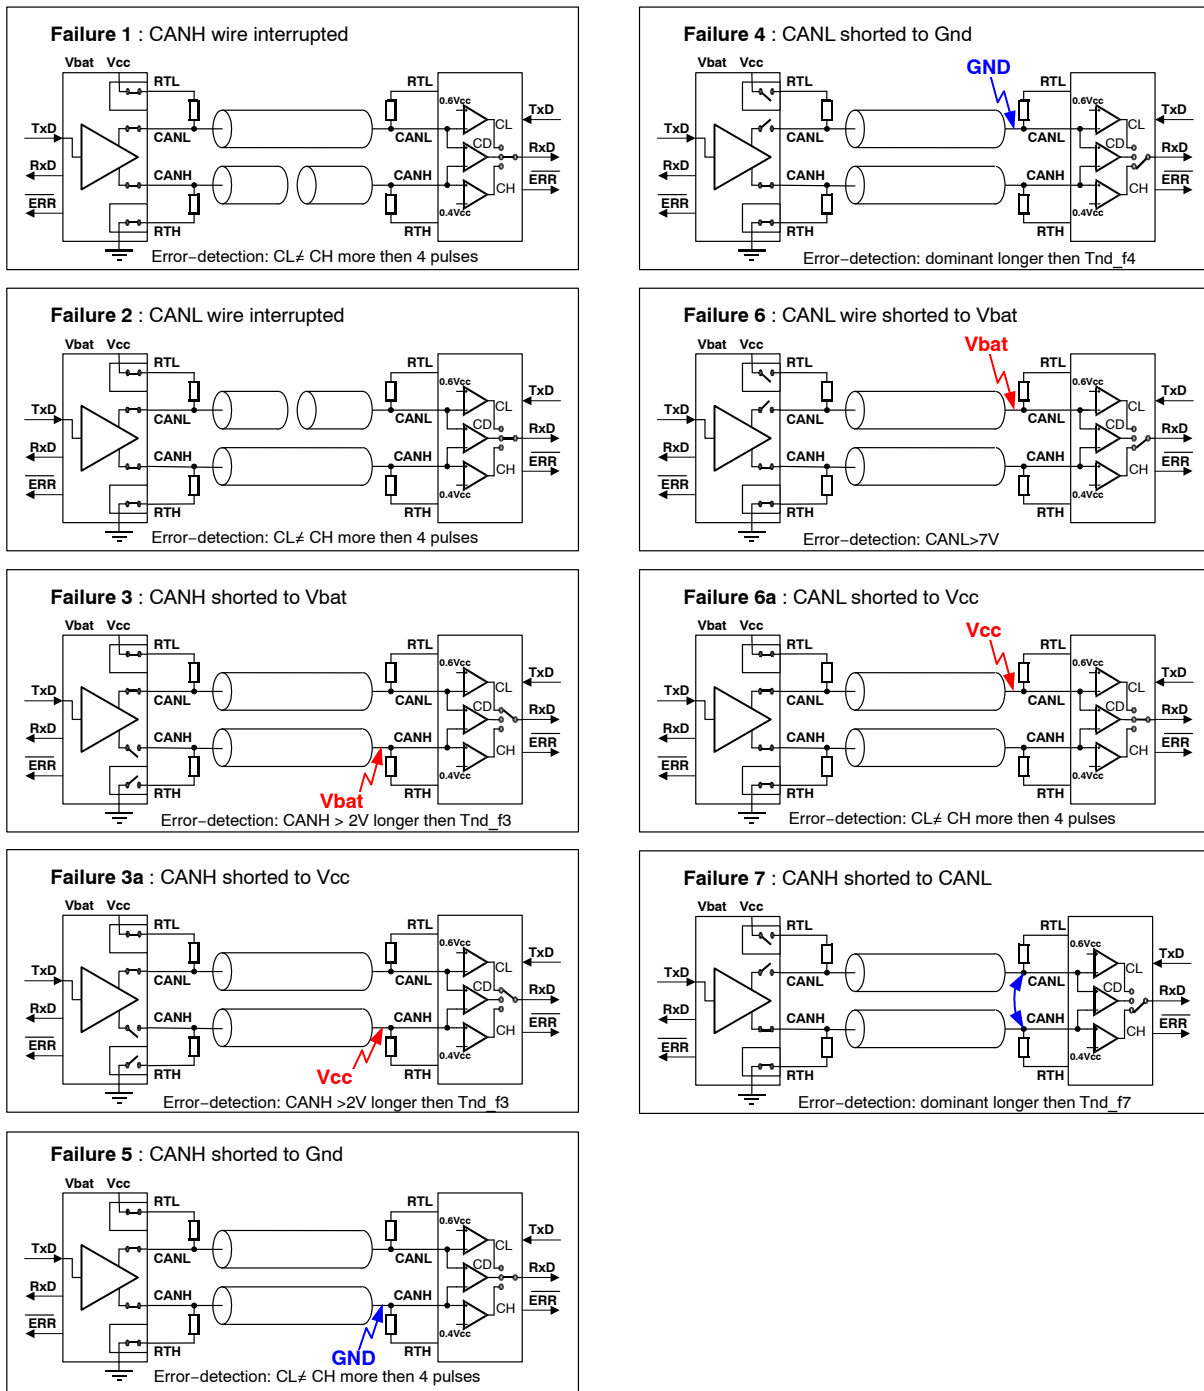 Failure 1 : CANH wire interrupted
Vbat Vcc
RTL
0.6Vcc
TxD
CANL
CANL
CL
TxD
CD
RxD
CANH
CANH
RxD
ERR
CH
ERR
0.4Vcc
RTH
RTH
Error−detection: CL≠ CH more then 4 pulses
Failure 2 : CANL wire interrupted
Vbat Vcc
RTL
RTL
0.6Vcc
TxD
CANL
CANL
CL
TxD
CD
RxD
CANH
CANH
RxD
ERR
CH
ERR
0.4Vcc
RTH
RTH
Error−detection: CL≠ CH more then 4 pulses
Failure 3 : CANH shorted to Vbat
Vbat Vcc
RTL
RTL
0.6Vcc
TxD
CANL
CANL
CL
TxD
CD
RxD
CANH
CANH
RxD
ERR
CH
ERR
0.4Vcc
Vbat
RTH
RTH
Error−detection: CANH > 2V longer then Tnd_f3
Failure 3a : CANH shorted to Vcc
Vbat Vcc
RTL
RTL
0.6Vcc
TxD
CANL
CANL
CL
TxD
CD
RxD
CANH
CANH
RxD
ERR
CH
ERR
0.4Vcc
Vcc
RTH
RTH
Error−detection: CANH >2V longer then Tnd_f3
Failure 5 : CANH shorted to Gnd
Vbat Vcc
RTL
RTL
0.6Vcc
TxD
CANL
CANL
CL
TxD
CD
RxD
CANH
CANH
RxD
ERR
CH
ERR
0.4Vcc
GND
RTH
RTH
Error−detection: CL≠ CH more then 4 pulses
Failure 4 : CANL shorted to Gnd
GND
Vbat Vcc
RTL
RTL
0.6Vcc
TxD
CANL
CANL
CL
TxD
CD
RxD
CANH
CANH
RxD
ERR
CH
ERR
0.4Vcc
RTH
RTH
Error−detection: dominant longer then Tnd_f4
Failure 6 : CANL wire shorted to Vbat
Vbat
Vbat Vcc
RTL
RTL
0.6Vcc
TxD
CANL
CANL
CL
TxD
CD
RxD
CANH
CANH
RxD
ERR
CH
ERR
0.4Vcc
RTH
RTH
Error−detection: CANL>7V
Failure 6a : CANL shorted to Vcc
Vcc
Vbat Vcc
RTL
RTL
0.6Vcc
TxD
CANL
CANL
CL
TxD
CD
RxD
CANH
CANH
RxD
ERR
CH
ERR
0.4Vcc
RTH
RTH
Error−detection: CL≠ CH more then 4 pulses
Failure 7 : CANH shorted to CANL
Vbat Vcc
RTL
RTL
0.6Vcc
TxD
CANL
CANL
CL
TxD
CD
RxD
CANH
CANH
RxD
ERR
CH
ERR
0.4Vcc
RTH
RTH
Error−detection: dominant longer then Tnd_f7